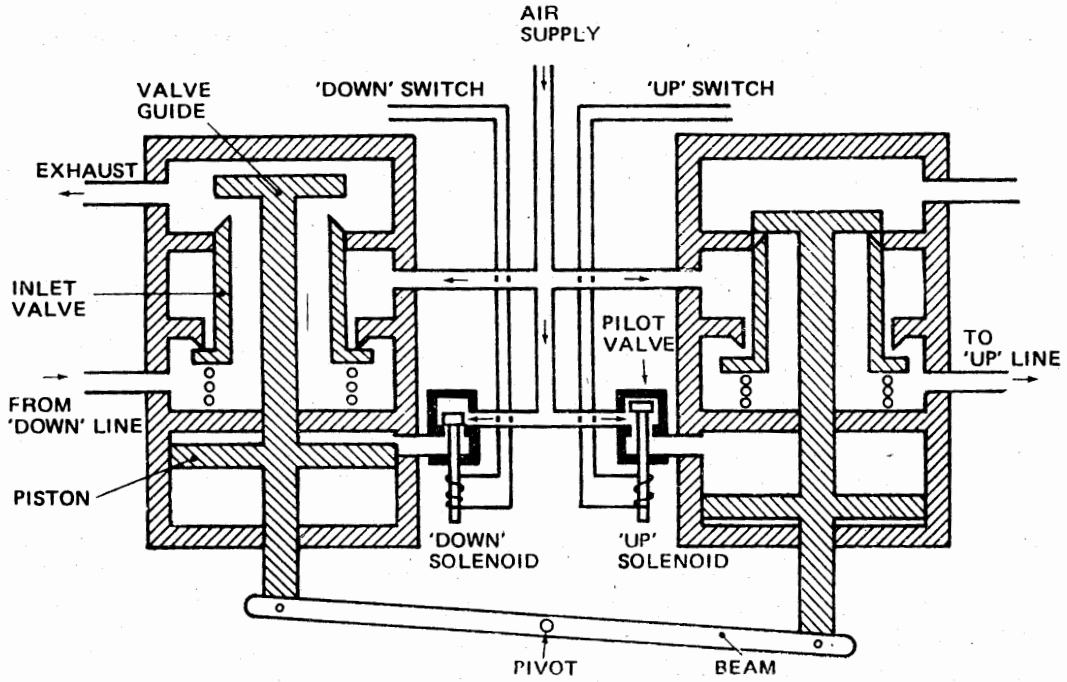 AIR
SUPPLY
'DOWN' SWITCH
'UP' SWITCH
VALVE
GUIDE
EXHAUST
INLET
VALVE
PILOT
VALVE
TO
'UP' LINE
FROM
'DOWN' LINE
PISTON
'DOWN'
SOLENOID
'UP'
SOLENOID
PIVOT
BEAM